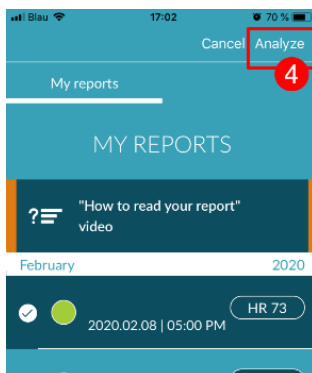 Blau 17:02 70 %
Cancel Analyze
4
My reports
MY REPORTS
?
"How to read your report"
video
February 2020
HR 73
2020.02.08 | 05:00 PM